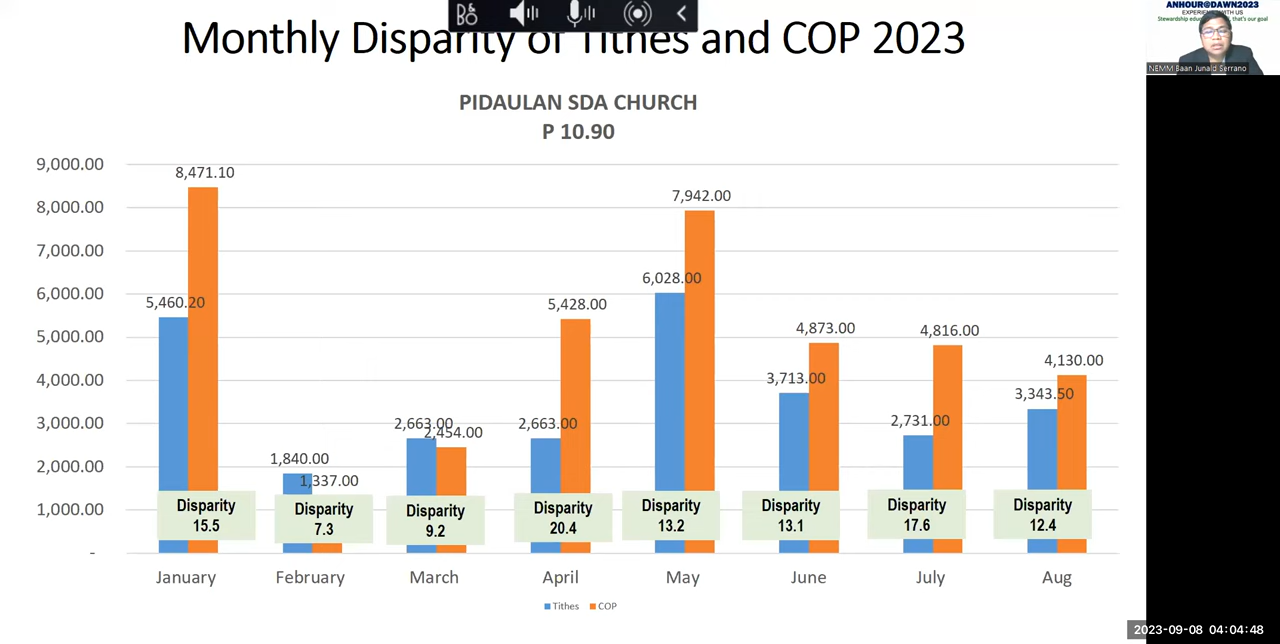 Monthly Disparity of Tithes and COP 2023
PIDAULAN SDA CHURCH
P 10.90
9,000.00
8,000.00
7,000.00
6,000.00
5,000.00
4,000.00
3,000.00
2,000.00
1,000.00
-
8,471.10
5,460.20
1,840.00
1,337.00
2,663.00
2,454.00
2,663.00
5,428.00
6,028.00
7,942.00
3,713.00
4,873.00
2,731.00
4,816.00
3,343.50
4,130.00
Disparity
15.5
Disparity
7.3
Disparity
9.2
Disparity
20.4
Disparity
13.2
Disparity
13.1
Disparity
17.6
Disparity
12.4
January February March April May June July Aug
Tithes COP
ANHOUR@DAWN2023
EXPERIENCE WITH US
Stewardship that's our goal
NEMM Baan Junald Serrano
2023-09-08 04:04:48